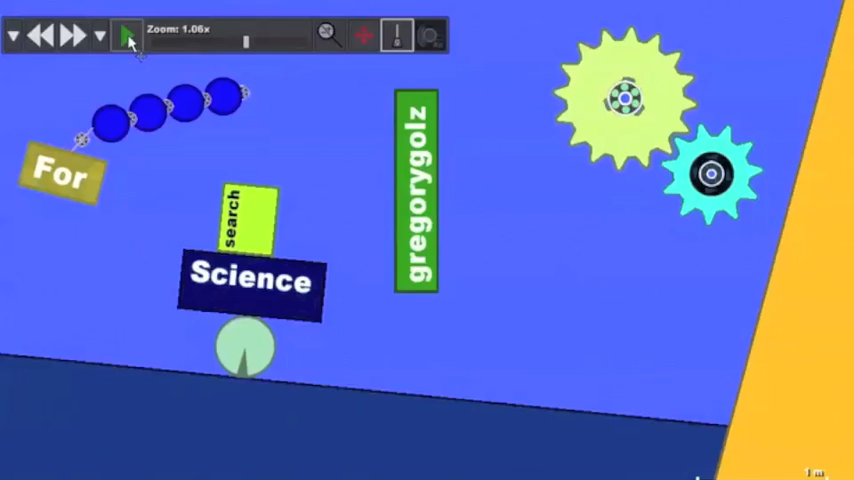 Zoom: 1.06x
For
search
Science
gregorygolz
1 m